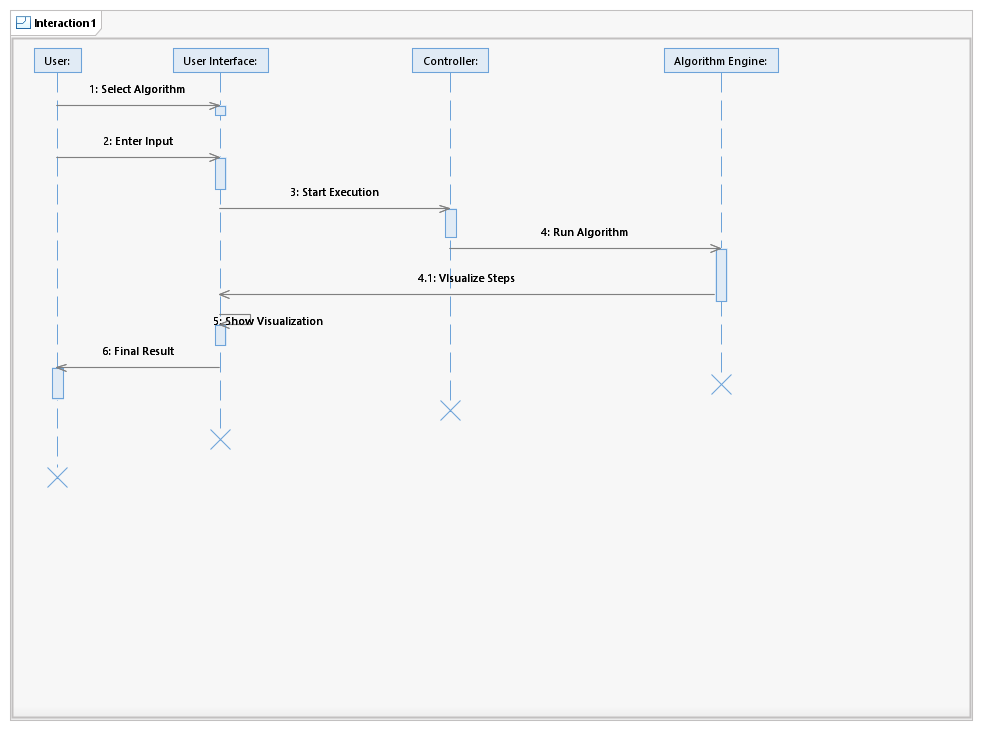 Interaction1
User:
User Interface:
Controller:
Algorithm Engine:
1: Select Algorithm
2: Enter Input
3: Start Execution
4: Run Algorithm
4.1: Visualize Steps
5: Show Visualization
6: Final Result